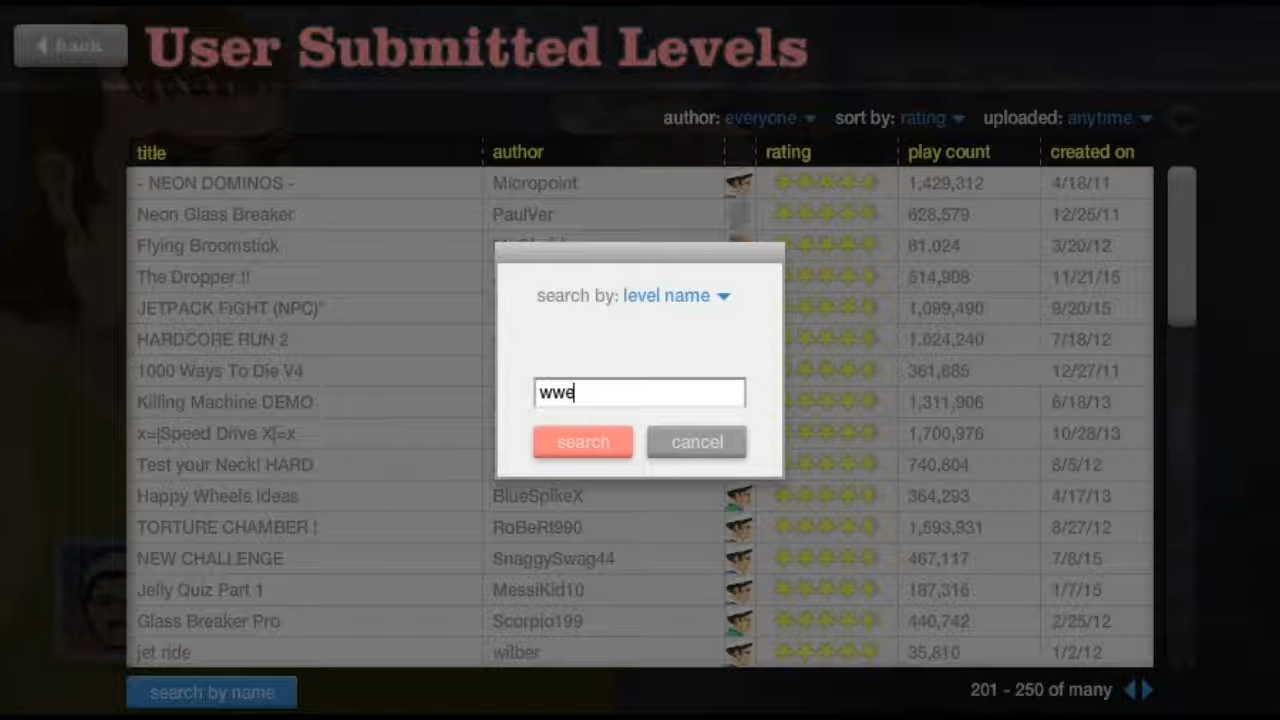 back
User Submitted Levels
author: everyone sort by: rating uploaded: anytime
title author rating play count created on
- NEON DOMINOS - Micropoint 1,429,312 4/18/11
Neon Glass Breaker PaulVer 628,579 12/25/11
Flying Broomstick 81,024 3/20/12
The Dropper !! 514,908 11/21/15
search by: level name
JETPACK FiGHT (NPC)" 1,099,490 9/20/15
HARDCORE RUN 2 1,024,240 7/18/12
1000 Ways To Die V4 361,685 12/27/11
wwe
Killing Machine DEMO 1,311,906 6/18/13
x=|Speed Drive X|=x 1,700,976 10/23/13
search cancel
Test your Neck! HARD 740,804 8/5/12
Happy Wheels Ideas BlueSpikeX 364,293 4/17/13
TORTURE CHAMBER ! RoBeRt990 1,593,931 8/27/12
NEW CHALLENGE SnaggySwag44 467,117 7/8/15
Jelly Quiz Part 1 MessiKid10 187,316 1/7/15
Glass Breaker Pro Scorpio199 440,742 2/25/12
jet ride wilber 35,810 1/2/12
search by name 201 - 250 of many